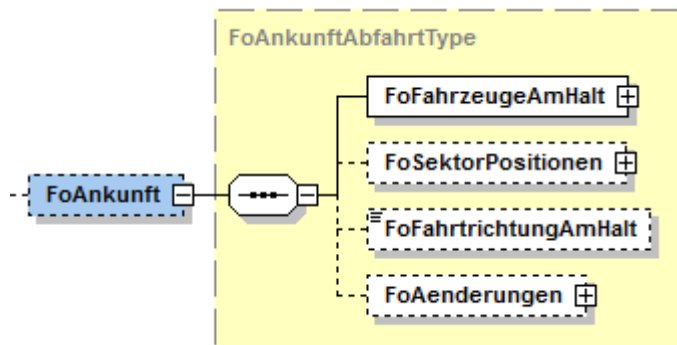 FoAnkunftAbfahrtType
FoFahrzeugeAmHalt
FoSektorPositionen
FoAnkunft
FoFahrtrichtungAmHalt
FoAenderungen